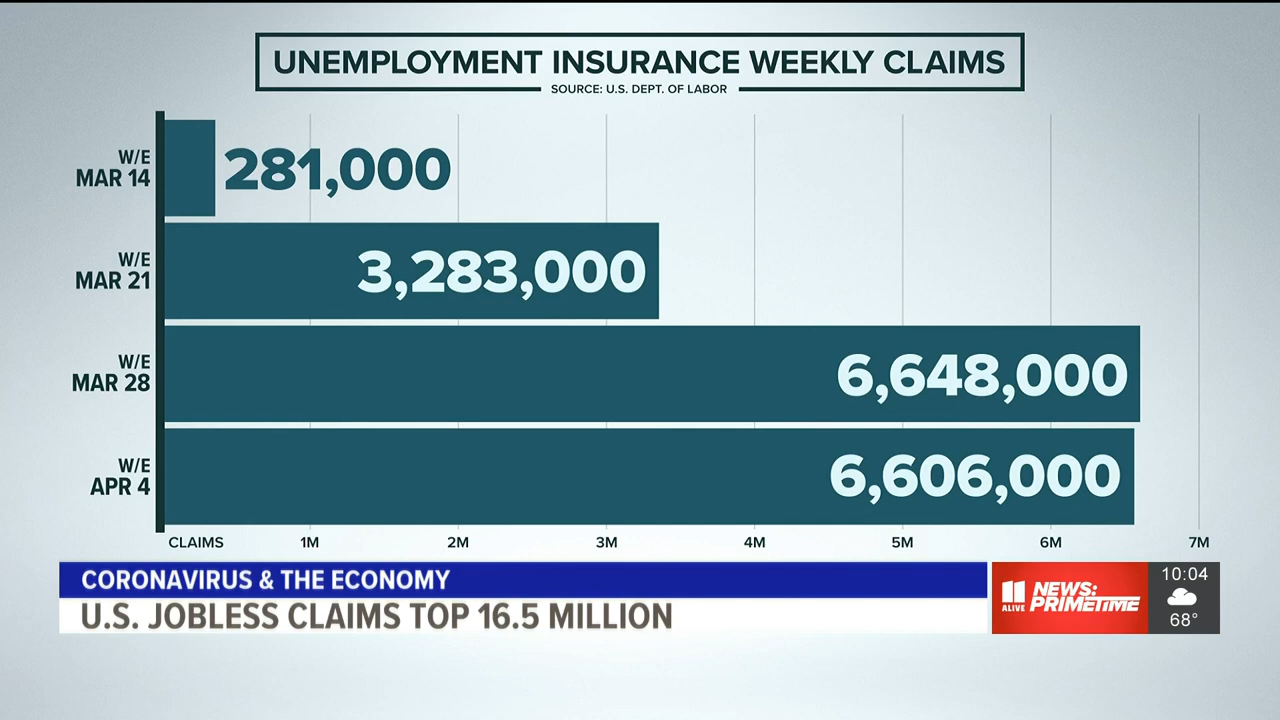 UNEMPLOYMENT INSURANCE WEEKLY CLAIMS
SOURCE: U.S. DEPT. OF LABOR
W/E
MAR 14
281,000
W/E
MAR 21
3,283,000
W/E
MAR 28
6,648,000
W/E
APR 4
6,606,000
CLAIMS 1M 2M 3M 4M 5M 6M 7M
CORONAVIRUS & THE ECONOMY
U.S. JOBLESS CLAIMS TOP 16.5 MILLION
11 ALIVE
NEWS:
PRIMETIME
10:04
68°